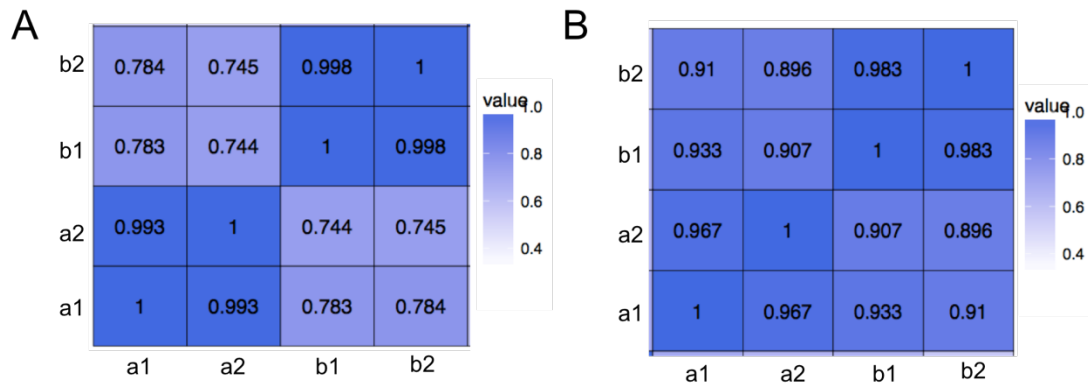 A
b2 0.784 0.745 0.998 1
b1 0.783 0.744 1 0.998
a2 0.993 1 0.744 0.745
a1 1 0.993 0.783 0.784
a1 a2 b1 b2
value
1.0
0.8
0.6
0.4
B
b2 0.91 0.896 0.983 1
b1 0.933 0.907 1 0.983
a2 0.967 1 0.907 0.896
a1 1 0.967 0.933 0.91
a1 a2 b1 b2
value
1.0
0.8
0.6
0.4